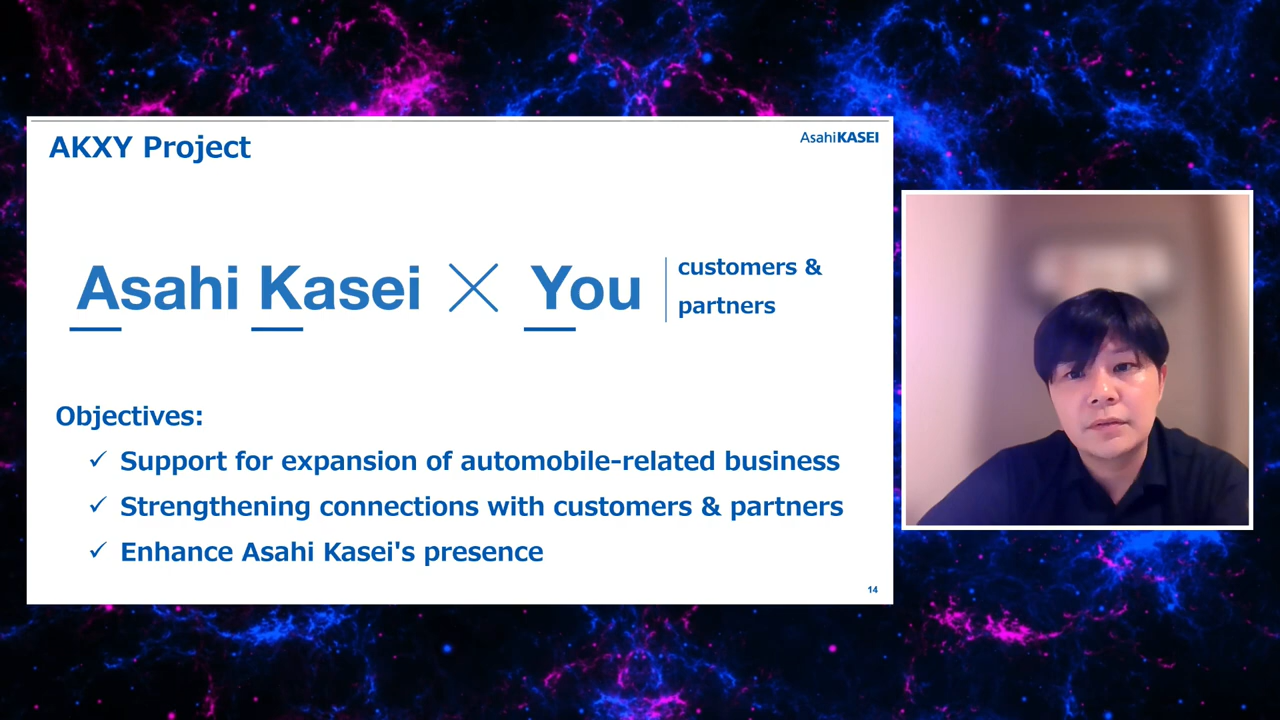 AKXY Project
AsahiKASEI
Asahi Kasei × You
customers &
partners
Objectives:
✓ Support for expansion of automobile-related business
✓ Strengthening connections with customers & partners
✓ Enhance Asahi Kasei's presence
14